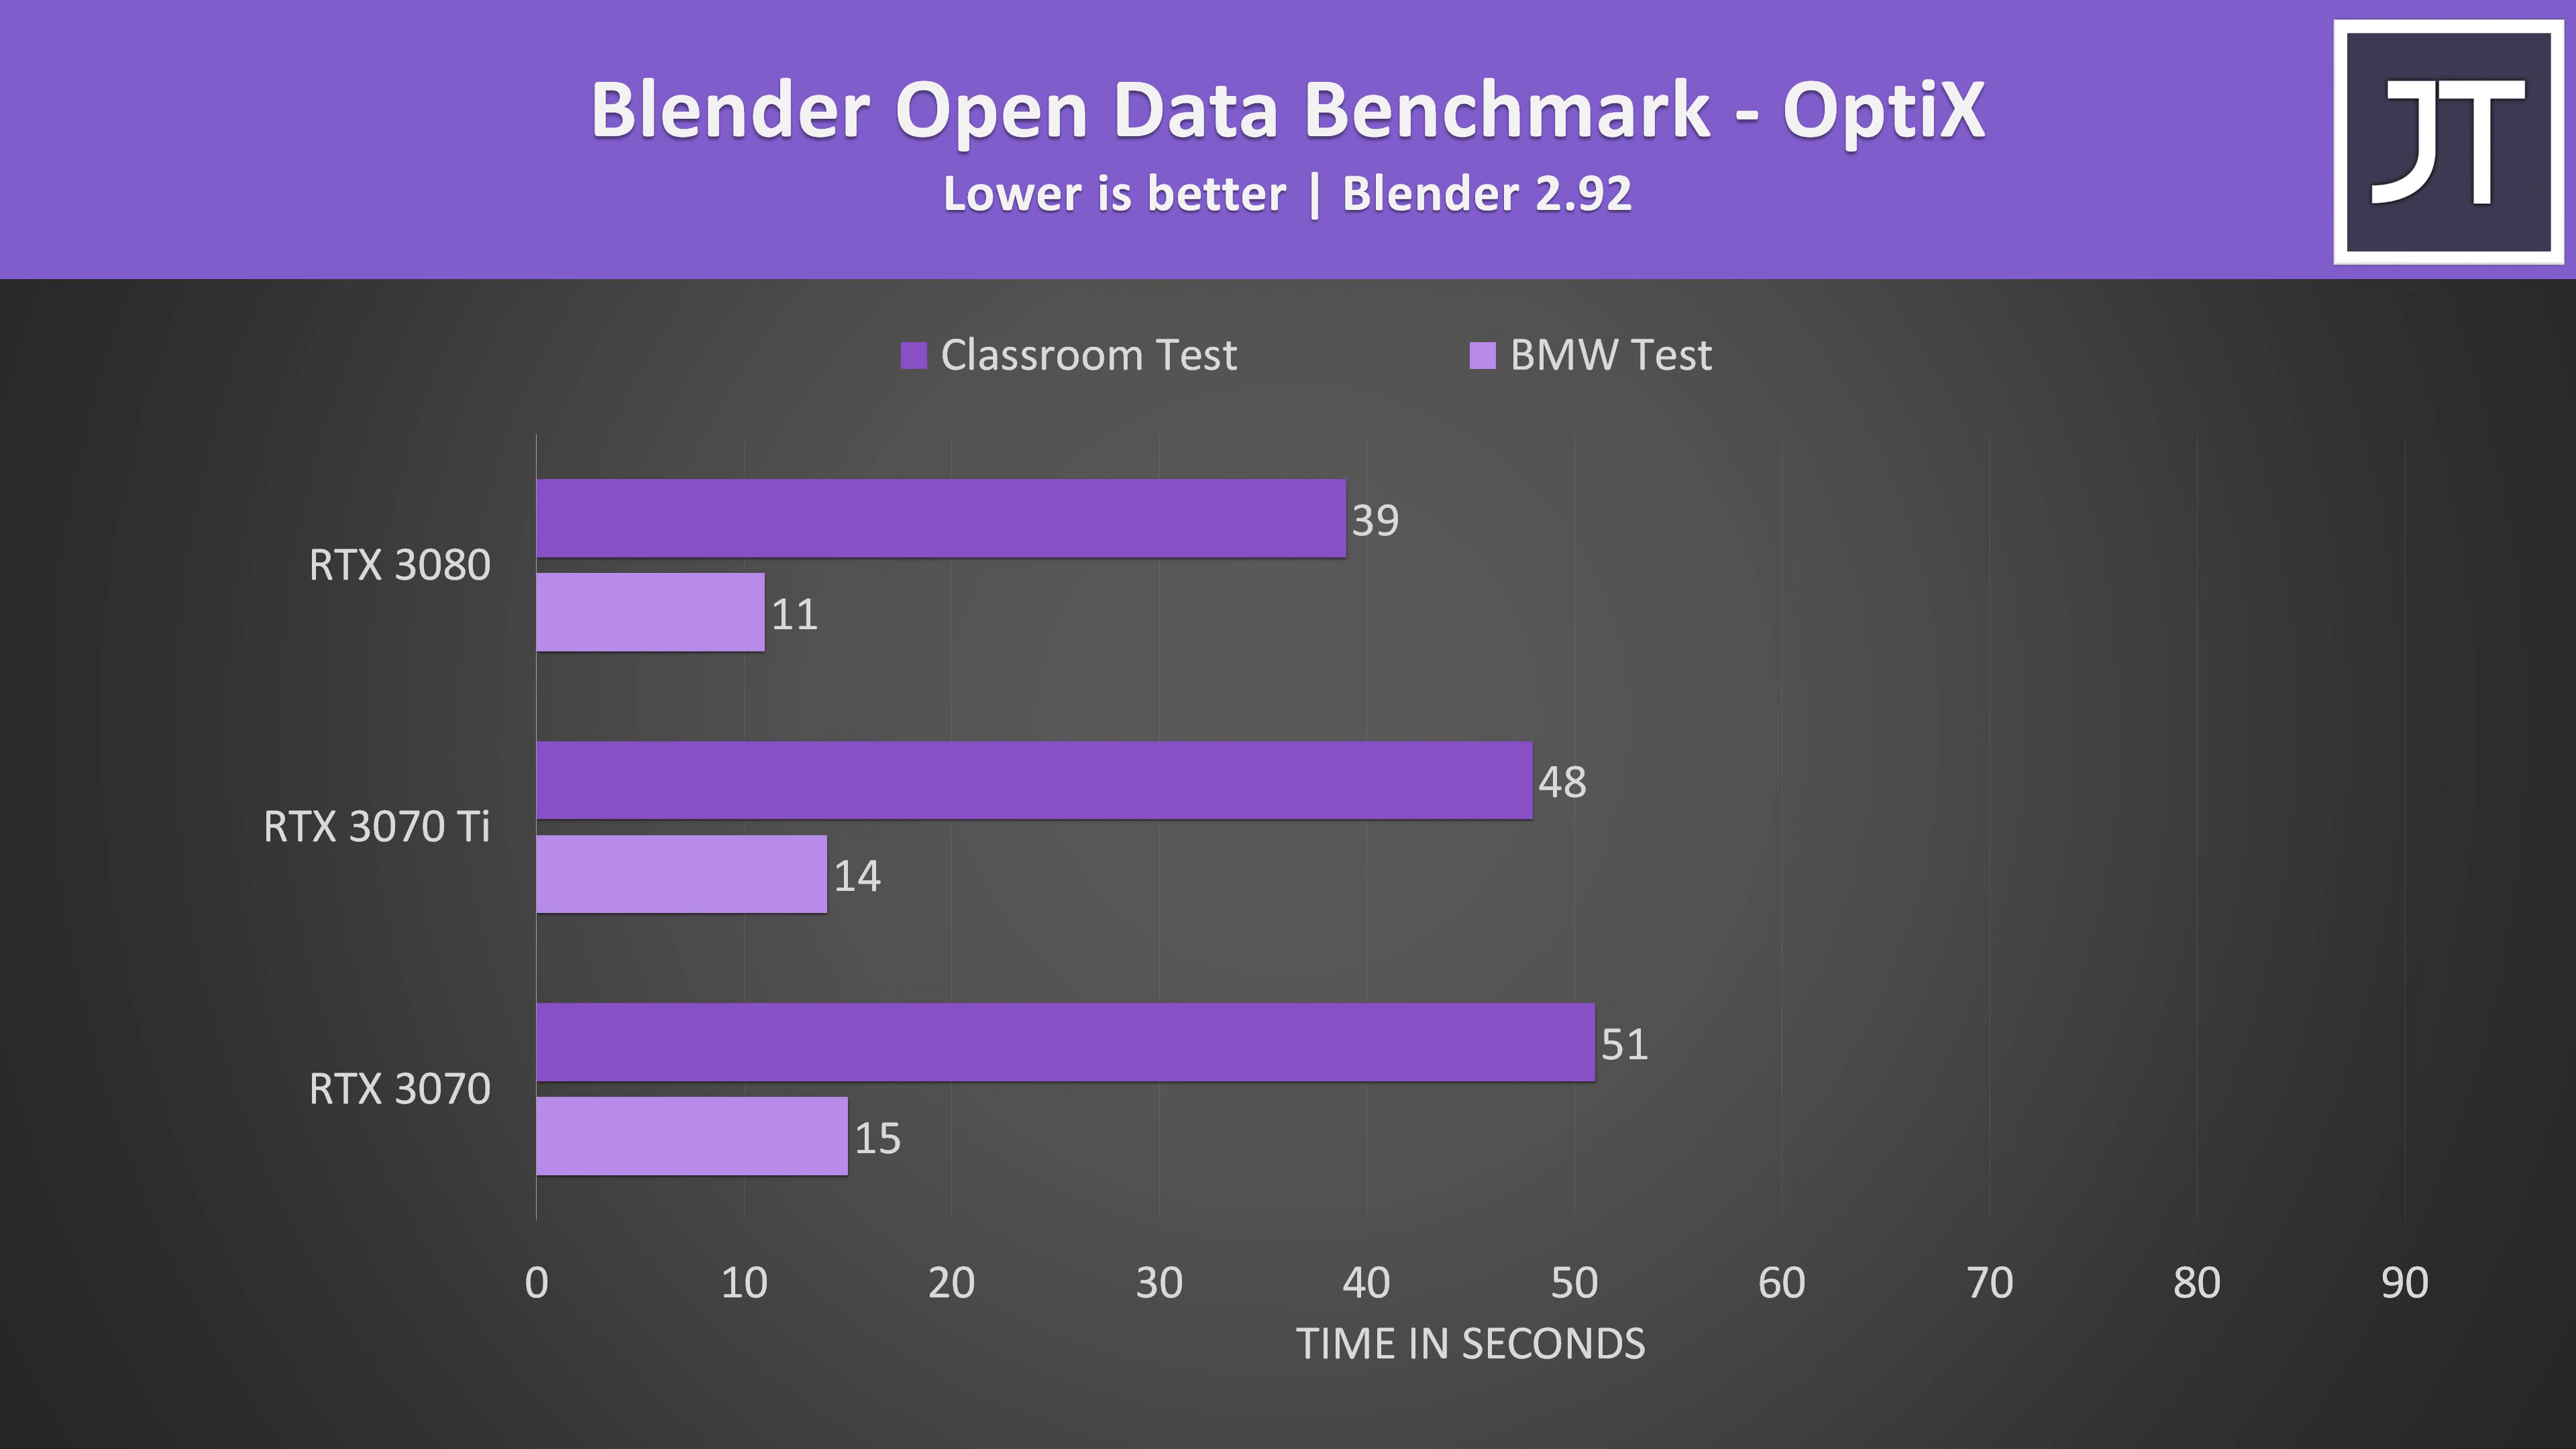 Blender Open Data Benchmark - OptiX
Lower is better | Blender 2.92
JT
Classroom Test
BMW Test
RTX 3080
39
11
RTX 3070 Ti
48
14
RTX 3070
51
15
0 10 20 30 40 50 60 70 80 90
TIME IN SECONDS